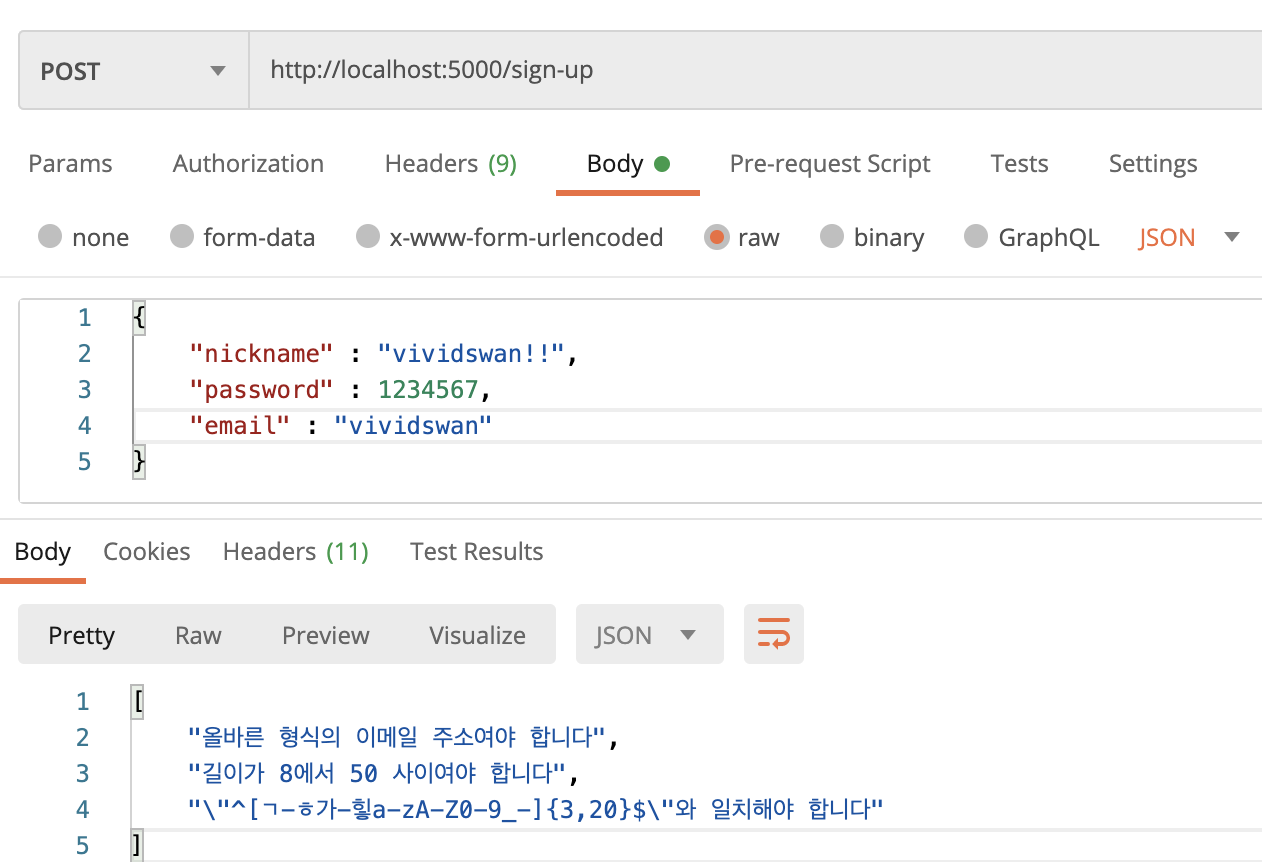 POST http://localhost:5000/sign-up
Params Authorization Headers (9) Body Pre-request Script Tests Settings
none form-data x-www-form-urlencoded raw binary GraphQL JSON
1 {
2 "nickname" : "vividswan!!",
3 "password" : 1234567,
4 "email" : "vividswan"
5 }
Body Cookies Headers (11) Test Results
Pretty Raw Preview Visualize JSON
1 [
2 "올바른 형식의 이메일 주소여야 합니다",
3 "길이가 8에서 50 사이여야 합니다",
4 "\"^[ㄱ-ㅎ가-힣a-zA-Z0-9_-]{3,20}$\"와 일치해야 합니다"
5 ]